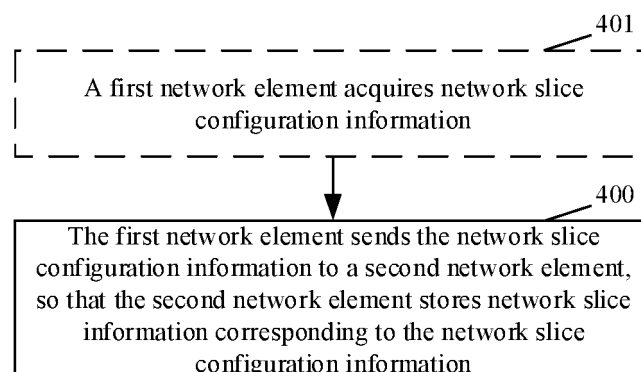 401
A first network element acquires network slice
configuration information
400
The first network element sends the network slice
configuration information to a second network element,
so that the second network element stores network slice
information corresponding to the network slice
configuration information